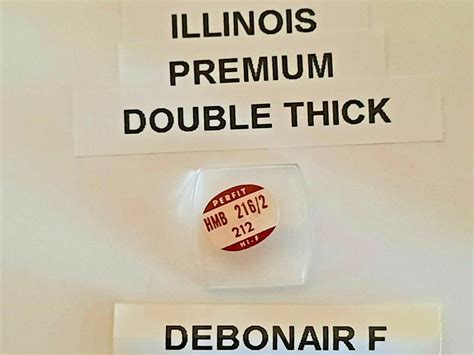 ILLINOIS
PREMIUM
DOUBLE THICK
PERFIT
HMB 216/2
212
HI-F
DEBONAIR F